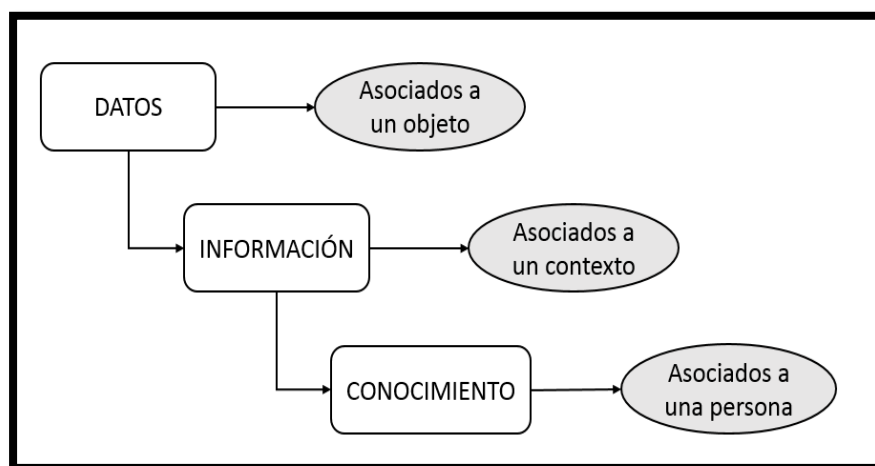 DATOS
Asociados a
un objeto
INFORMACIÓN
Asociados a
un contexto
CONOCIMIENTO
Asociados a
una persona